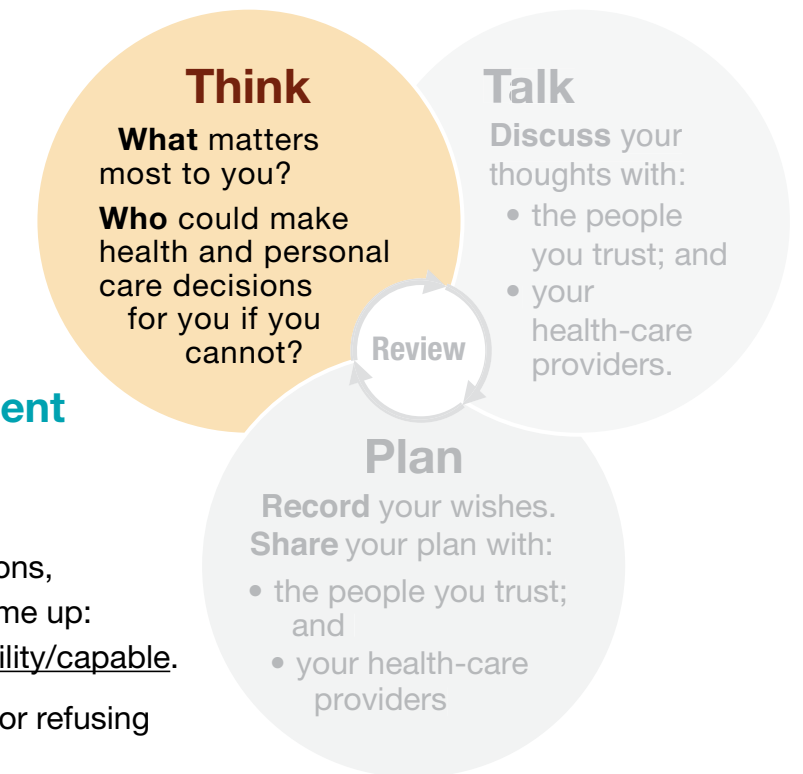 Think
What matters
most to you?
Who could make
health and personal
care decisions
for you if you
cannot?
Talk
Discuss your
thoughts with:
• the people
you trust; and
• your
health-care
providers.
Review
Plan
Record your wishes.
Share your plan with:
• the people you trust;
and
• your health-care
providers
ent
ons,
me up:
ility/capable.
or refusing